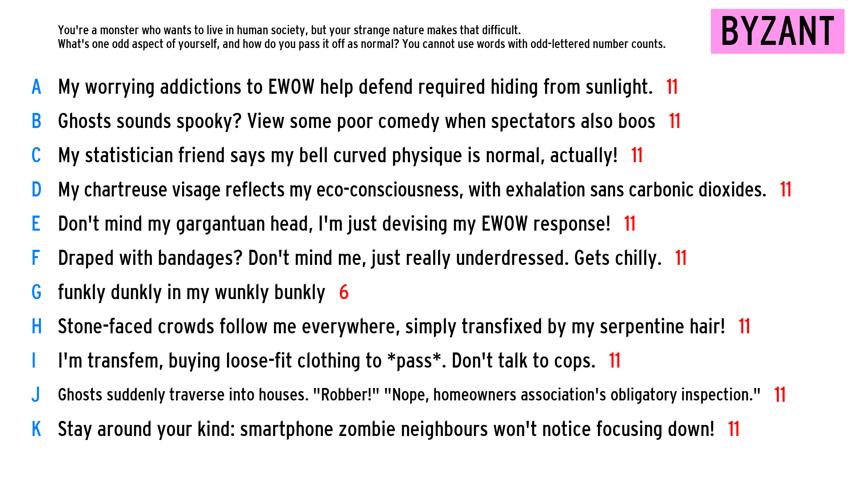 You're a monster who wants to live in human society, but your strange nature makes that difficult.
What's one odd aspect of yourself, and how do you pass it off as normal? You cannot use words with odd-lettered number counts.
BYZANT
A My worrying addictions to EWOW help defend required hiding from sunlight. 11
B Ghosts sounds spooky? View some poor comedy when spectators also boos 11
C My statistician friend says my bell curved physique is normal, actually! 11
D My chartreuse visage reflects my eco-consciousness, with exhalation sans carbonic dioxides. 11
E Don't mind my gargantuan head, I'm just devising my EWOW response! 11
F Draped with bandages? Don't mind me, just really underdressed. Gets chilly. 11
G funkly dunkly in my wunkly bunkly 6
H Stone-faced crowds follow me everywhere, simply transfixed by my serpentine hair! 11
I I'm transfem, buying loose-fit clothing to *pass*. Don't talk to cops. 11
J Ghosts suddenly traverse into houses. "Robber!" "Nope, homeowners association's obligatory inspection." 11
K Stay around your kind: smartphone zombie neighbours won't notice focusing down! 11